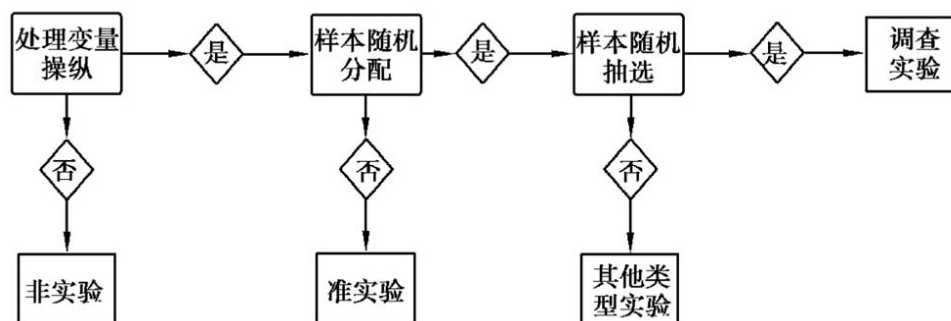 处理变量
操纵
是
样本随机
分配
是
样本随机
抽选
是
调查
实验
否
否
否
非实验
准实验
其他类
型实验